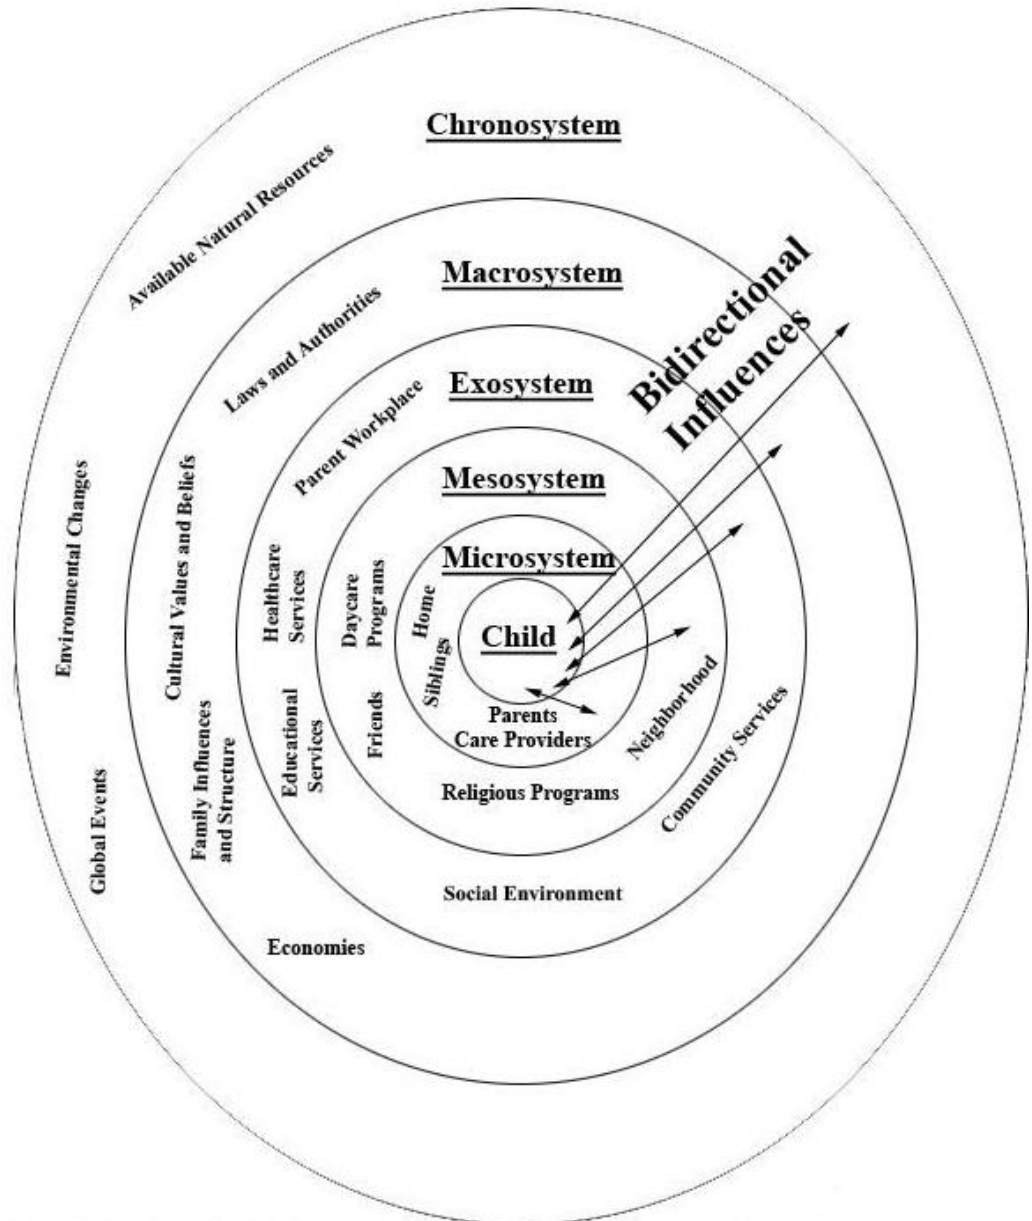 Chronosystem
Available Natural Resources
Environmental Changes
Global Events
Macrosystem
Laws and Authorities
Cultural Values and Beliefs
Family Influences
and Structure
Economies
Bidirectional
Influences
Exosystem
Parent Workplace
Healthcare
Services
Educational
Services
Social Environment
Community Services
Mesosystem
Daycare
Programs
Friends
Religious Programs
Neighborhood
Microsystem
Home
Siblings
Parents
Care Providers
Child